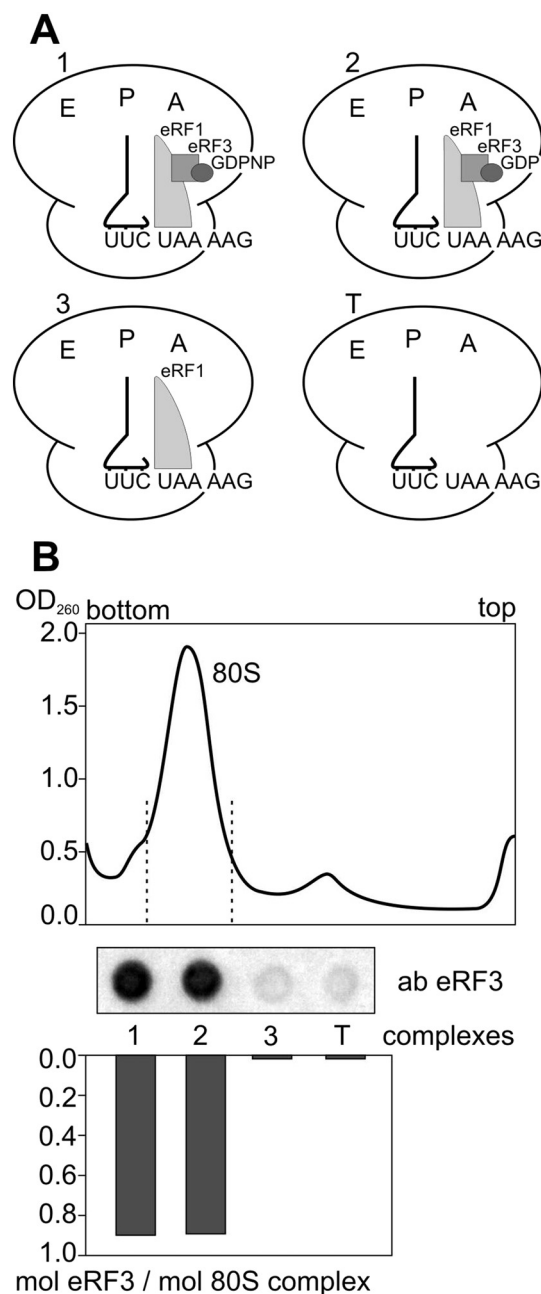 A
1
E P A
eRF1
eRF3
GDPNP
UUC UAA AAG
2
E P A
eRF1
eRF3
GDP
UUC UAA AAG
3
E P A
eRF1
UUC UAA AAG
T
E P A
UUC UAA AAG
B
OD260 bottom top
2.0
80S
1.5
1.0
0.5
0.0
ab eRF3
1 2 3 T complexes
0.0
0.2
0.4
0.6
0.8
1.0
mol eRF3 / mol 80S complex